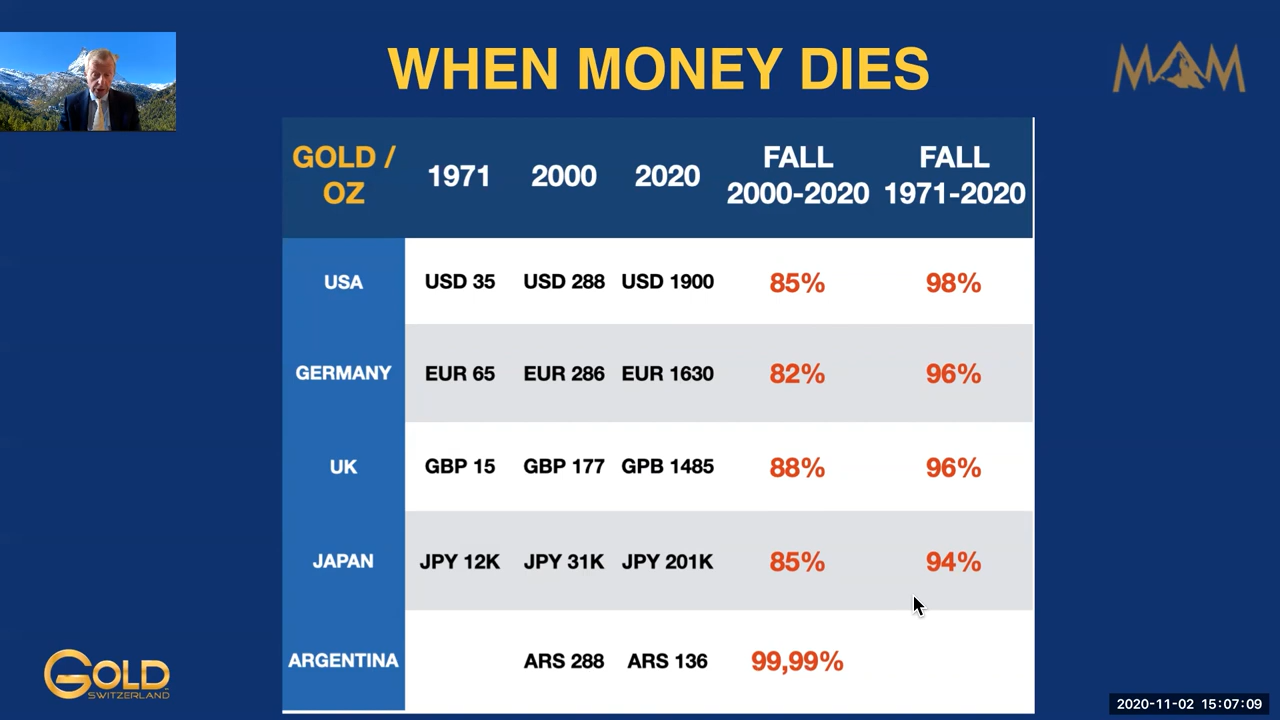 WHEN MONEY DIES
MAM
GOLD / OZ 1971 2000 2020 FALL 2000-2020 FALL 1971-2020
USA USD 35 USD 288 USD 1900 85% 98%
GERMANY EUR 65 EUR 286 EUR 1630 82% 96%
UK GBP 15 GBP 177 GPB 1485 88% 96%
JAPAN JPY 12K JPY 31K JPY 201K 85% 94%
ARGENTINA ARS 288 ARS 136 99,99%
GOLD
SWITZERLAND
2020-11-02 15:07:09